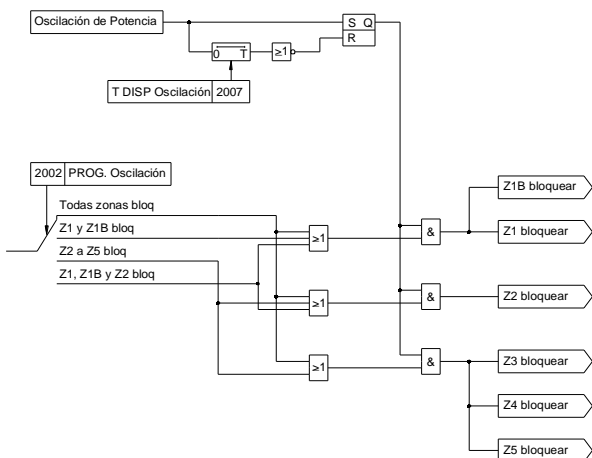 Oscilación de Potencia
S Q
R
0 T
≥1
T DISP Oscilación 2007
2002 PROG. Oscilación
Todas zonas bloq
Z1 y Z1B bloq
Z2 a Z5 bloq
Z1, Z1B y Z2 bloq
≥1
&
Z1B bloquear
Z1 bloquear
≥1
&
Z2 bloquear
≥1
&
Z3 bloquear
Z4 bloquear
Z5 bloquear